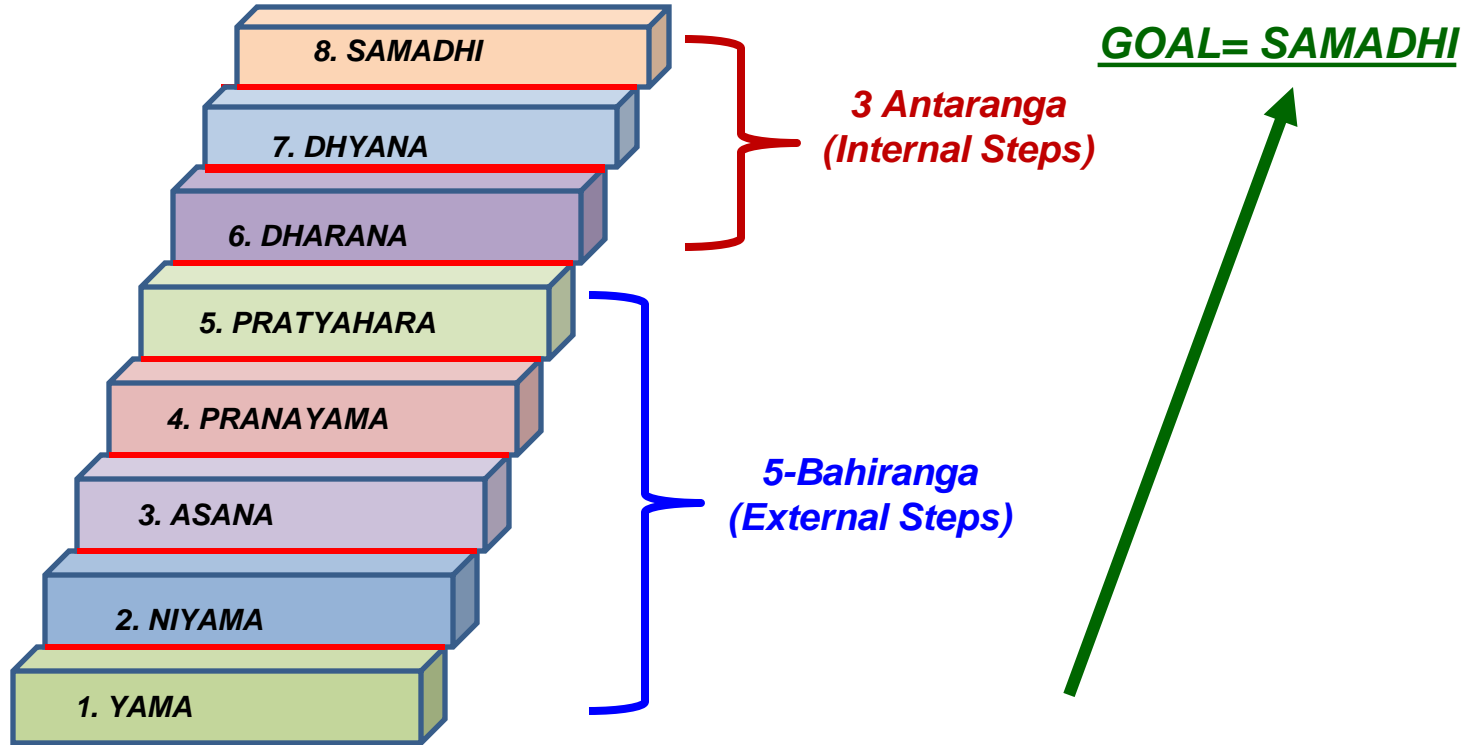 8. SAMADHI
7. DHYANA
6. DHARANA
5. PRATYAHARA
4. PRANAYAMA
3. ASANA
2. NIYAMA
1. YAMA
3 Antaranga
(Internal Steps)
5-Bahiranga
(External Steps)
GOAL= SAMADHI